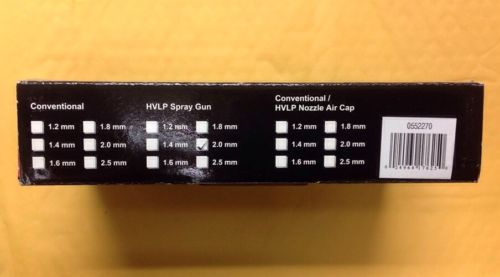 Conventional
1.2 mm 1.8 mm
1.4 mm 2.0 mm
1.6 mm 2.5 mm
HVLP Spray Gun
1.2 mm 1.8 mm
1.4 mm 2.0 mm
1.6 mm 2.5 mm
Conventional /
HVLP Nozzle Air Cap
1.2 mm 1.8 mm
1.4 mm 2.0 mm
1.6 mm 2.5 mm
0552270